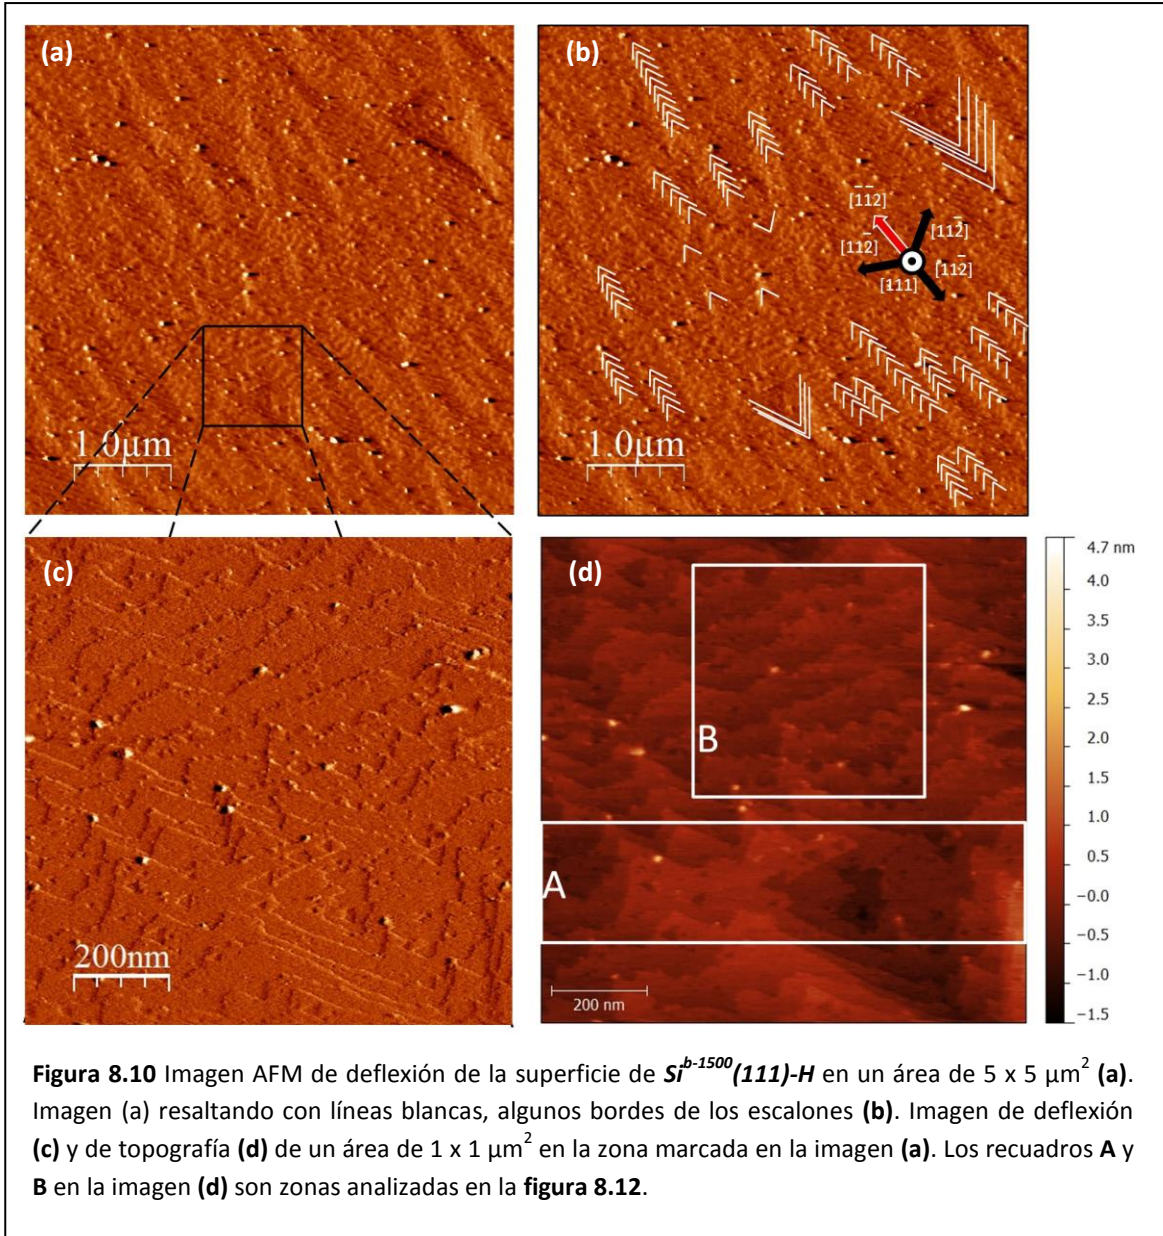 (a)
(b)
1.0µm
1.0µm
[1̄1̄2]
[112̄]
[112̄]
[112̄]
[111]
(c)
(d)
B
A
200nm
200 nm
4.7 nm
4.0
3.5
3.0
2.5
2.0
1.5
1.0
0.5
−0.0
−0.5
−1.0
−1.5
Figura 8.10 Imagen AFM de deflexión de la superficie de Si^b-1500(111)-H en un área de 5 x 5 µm² (a).
Imagen (a) resaltando con líneas blancas, algunos bordes de los escalones (b). Imagen de deflexión
(c) y de topografía (d) de un área de 1 x 1 µm² en la zona marcada en la imagen (a). Los recuadros A y
B en la imagen (d) son zonas analizadas en la figura 8.12.